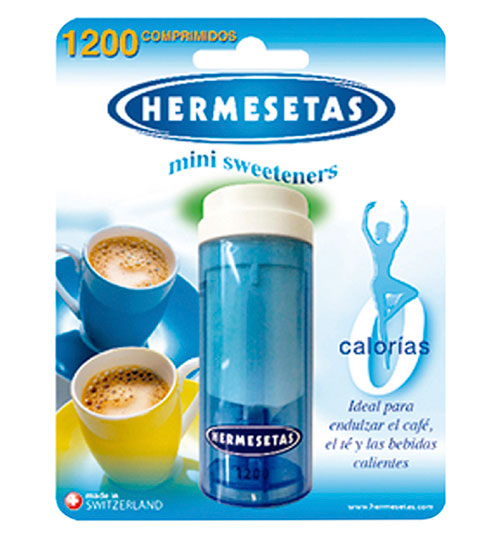 1200 COMPRIMIDOS
HERMESETAS
mini sweeteners
0
calorías
Ideal para
endulzar el café,
el té y las bebidas
calientes
HERMESETAS
1200
made in
SWITZERLAND
www.hermesetas.com